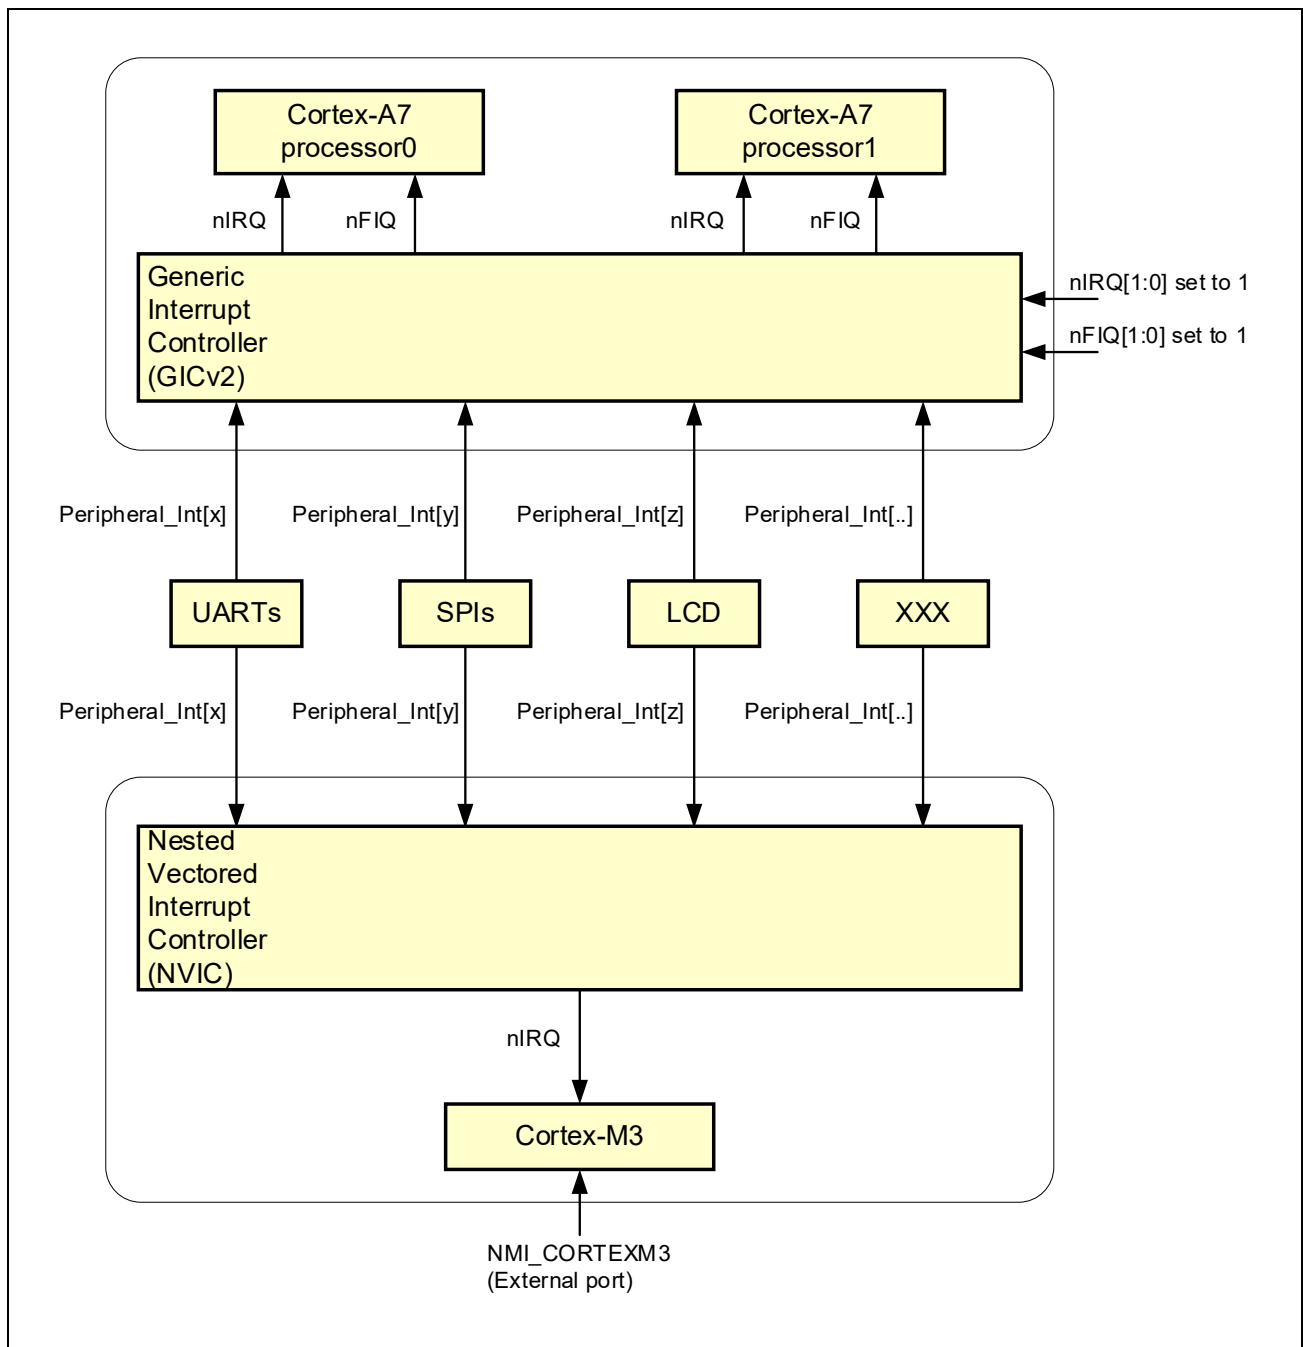 Cortex-A7
processor0
Cortex-A7
processor1
nIRQ
nFIQ
nIRQ
nFIQ
Generic
Interrupt
Controller
(GICv2)
nIRQ[1:0] set to 1
nFIQ[1:0] set to 1
Peripheral_Int[x]
Peripheral_Int[y]
Peripheral_Int[z]
Peripheral_Int[..]
UARTs
SPIs
LCD
XXX
Peripheral_Int[x]
Peripheral_Int[y]
Peripheral_Int[z]
Peripheral_Int[..]
Nested
Vectored
Interrupt
Controller
(NVIC)
nIRQ
Cortex-M3
NMI_CORTEXM3
(External port)